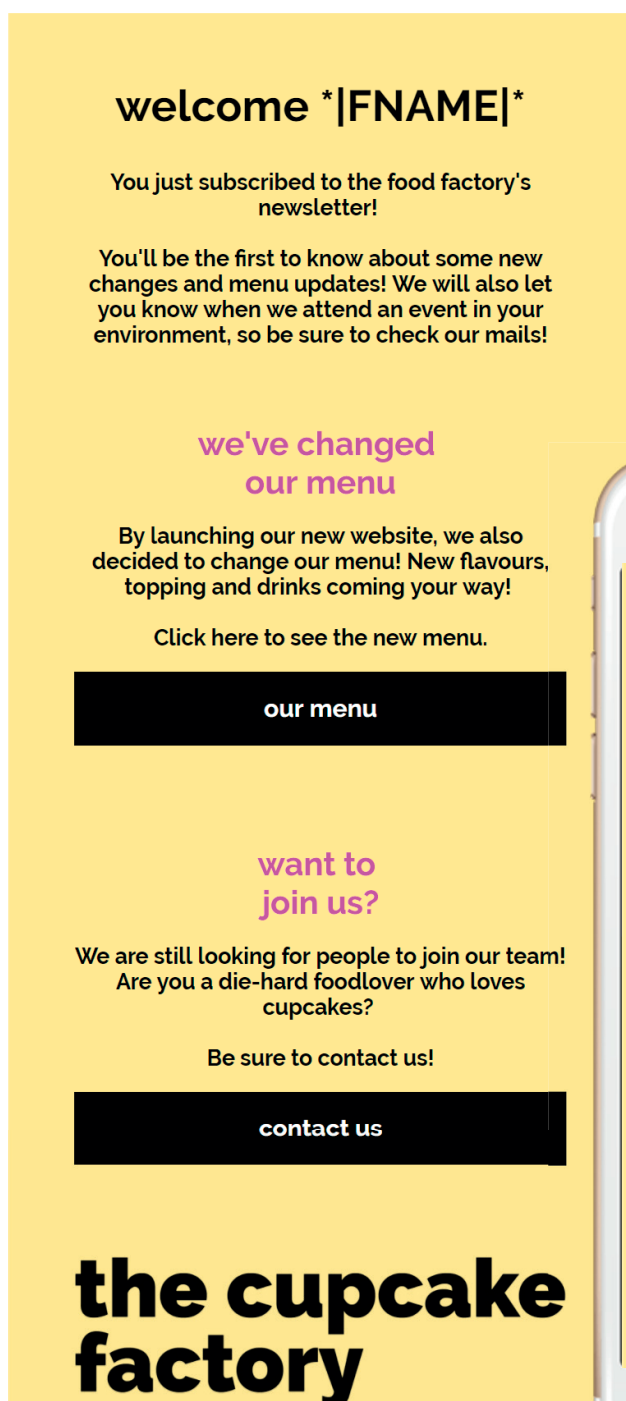 welcome *|FNAME|*
You just subscribed to the food factory's
newsletter!
You'll be the first to know about some new
changes and menu updates! We will also let
you know when we attend an event in your
environment, so be sure to check our mails!
we've changed
our menu
By launching our new website, we also
decided to change our menu! New flavours,
topping and drinks coming your way!
Click here to see the new menu.
our menu
want to
join us?
We are still looking for people to join our team!
Are you a die-hard foodlover who loves
cupcakes?
Be sure to contact us!
contact us
the cupcake
factory